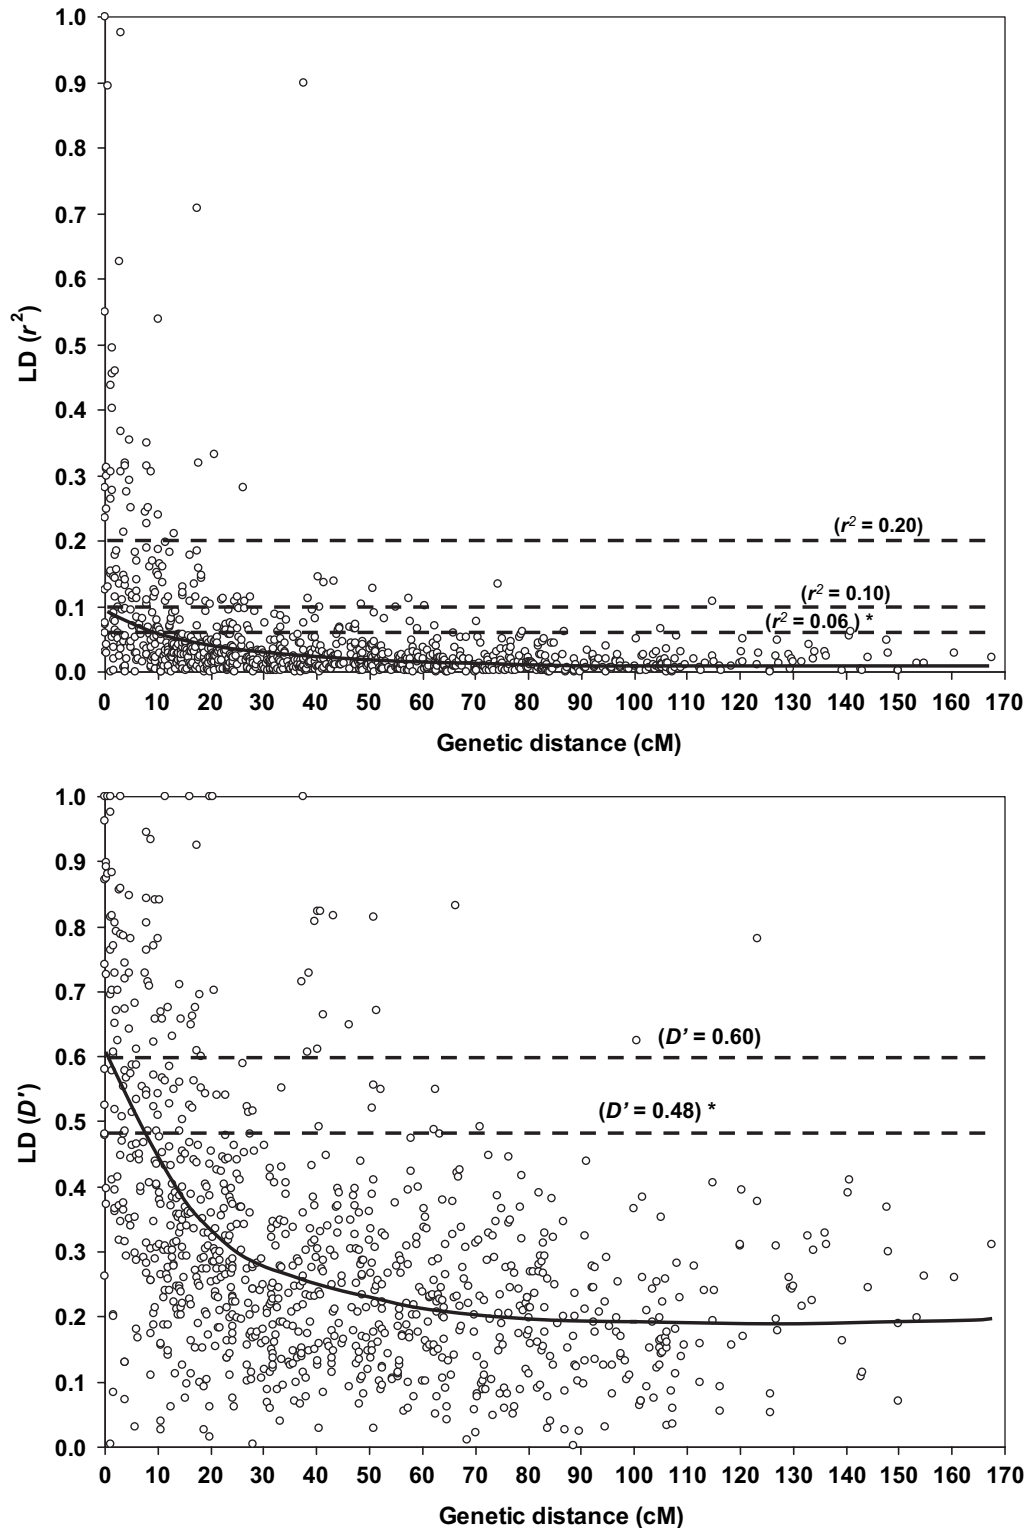 1.0
0.9
0.8
0.7
0.6
0.5
0.4
0.3
0.2
0.1
0.0
LD (r²)
(r² = 0.20)
(r² = 0.10)
(r² = 0.06 ) *
0 10 20 30 40 50 60 70 80 90 100 110 120 130 140 150 160 170
Genetic distance (cM)
1.0
0.9
0.8
0.7
0.6
0.5
0.4
0.3
0.2
0.1
0.0
LD (D')
(D' = 0.60)
(D' = 0.48) *
0 10 20 30 40 50 60 70 80 90 100 110 120 130 140 150 160 170
Genetic distance (cM)